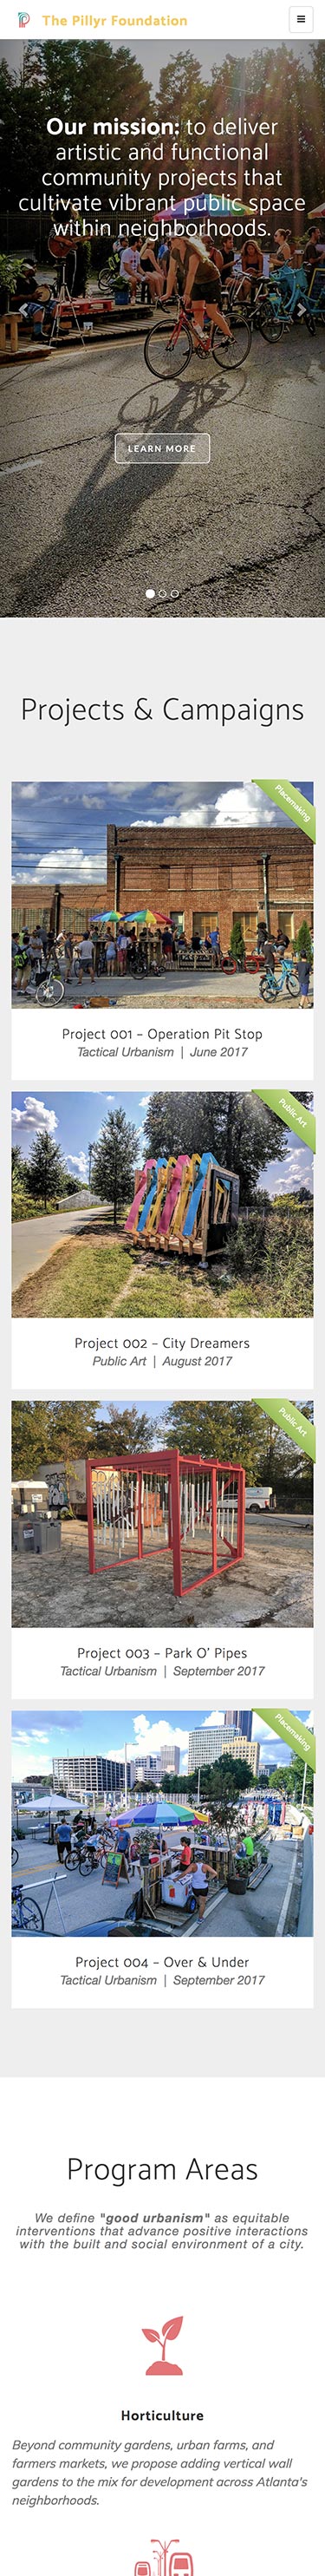 The Pillyr Foundation
Our mission: to deliver
artistic and functional
community projects that
cultivate vibrant public space
within neighborhoods.
LEARN MORE
Projects & Campaigns
Placemaking
Project 001 – Operation Pit Stop
Tactical Urbanism | June 2017
Public Art
Project 002 – City Dreamers
Public Art | August 2017
Public Art
Project 003 – Park O' Pipes
Tactical Urbanism | September 2017
Placemaking
Project 004 – Over & Under
Tactical Urbanism | September 2017
Program Areas
We define "good urbanism" as equitable
interventions that advance positive interactions
with the built and social environment of a city.
Horticulture
Beyond community gardens, urban farms, and
farmers markets, we propose adding vertical wall
gardens to the mix for development across Atlanta's
neighborhoods.